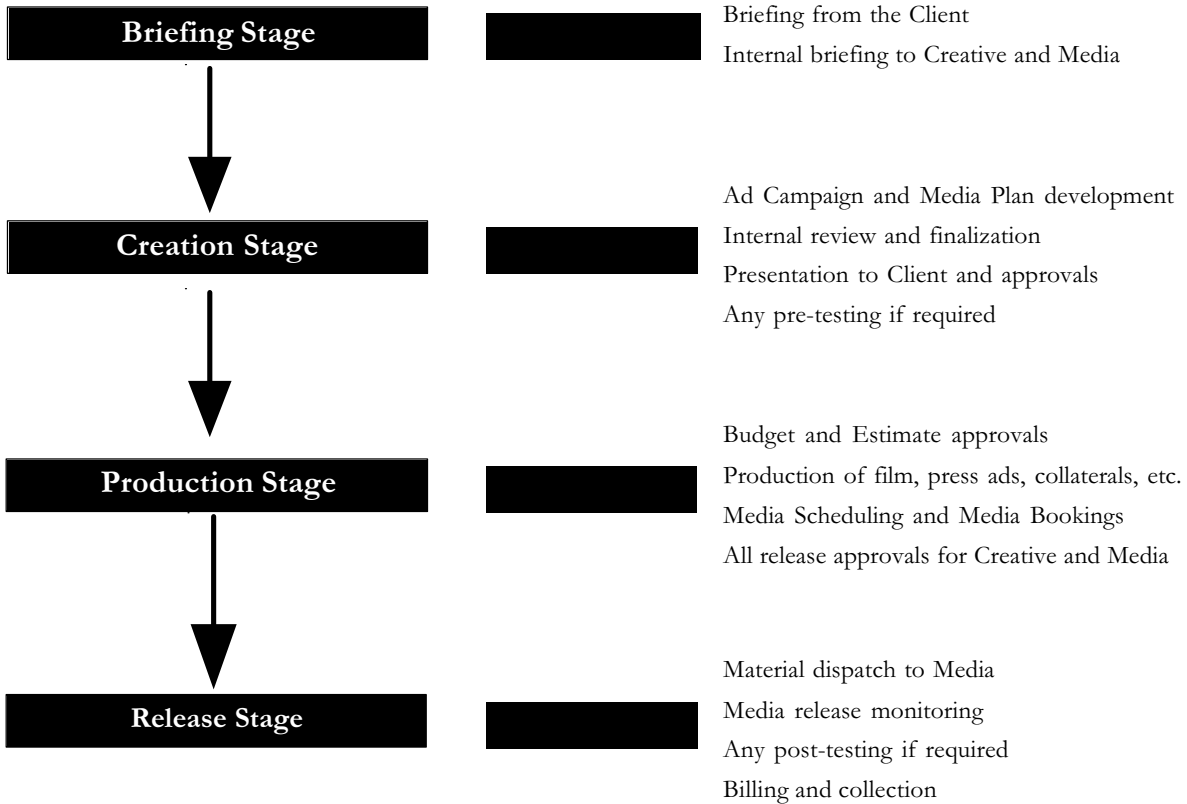 Briefing Stage
Briefing from the Client
Internal briefing to Creative and Media
Creation Stage
Ad Campaign and Media Plan development
Internal review and finalization
Presentation to Client and approvals
Any pre-testing if required
Production Stage
Budget and Estimate approvals
Production of film, press ads, collaterals, etc.
Media Scheduling and Media Bookings
All release approvals for Creative and Media
Release Stage
Material dispatch to Media
Media release monitoring
Any post-testing if required
Billing and collection